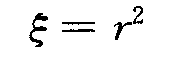 ξ = r²